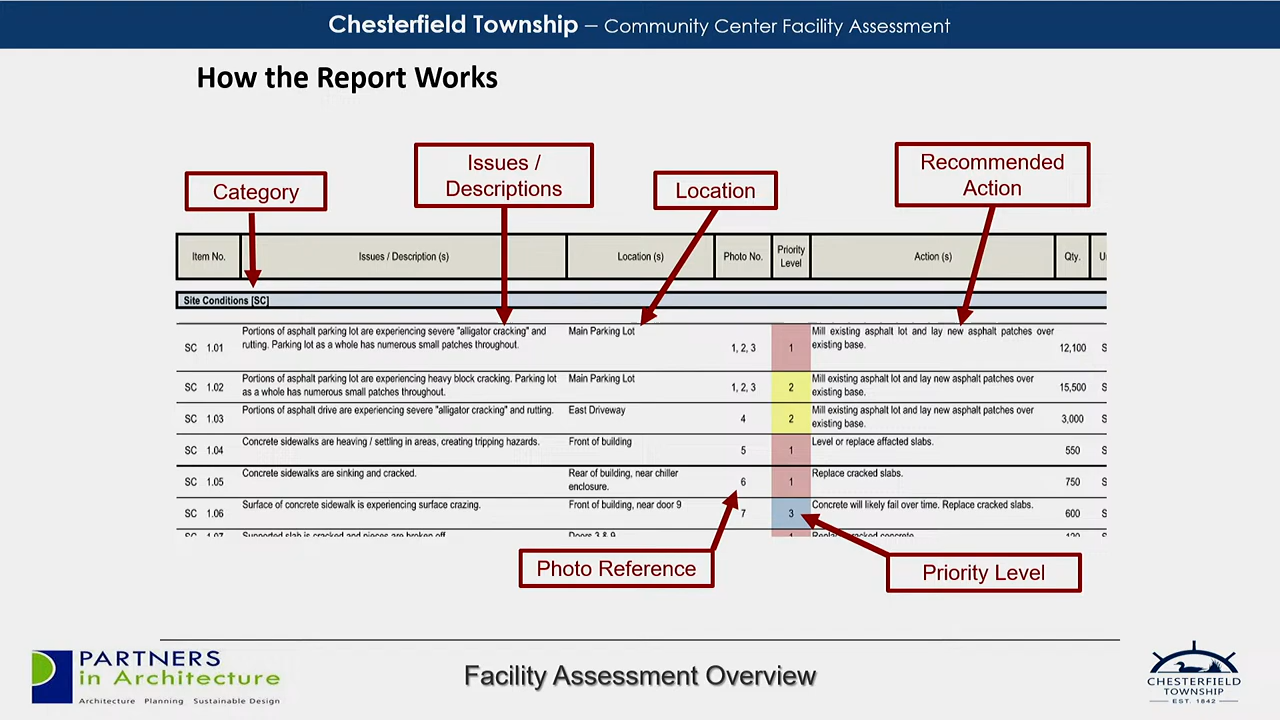 Chesterfield Township – Community Center Facility Assessment
How the Report Works
Category
Issues /
Descriptions
Location
Recommended
Action
Item No.
Issues / Description (s)
Location (s)
Photo No.
Priority
Level
Action (s)
Qty.
Site Conditions [SC]
SC 1.01
Portions of asphalt parking lot are experiencing severe "alligator cracking" and
rutting. Parking lot as a whole has numerous small patches throughout.
Main Parking Lot
1, 2, 3
1
Mill existing asphalt lot and lay new asphalt patches over
existing base.
12,100
S
SC 1.02
Portions of asphalt parking lot are experiencing heavy block cracking. Parking lot
as a whole has numerous small patches throughout.
Main Parking Lot
1, 2, 3
2
Mill existing asphalt lot and lay new asphalt patches over
existing base.
15,500
S
SC 1.03
Portions of asphalt drive are experiencing severe "alligator cracking" and rutting.
East Driveway
4
2
Mill existing asphalt lot and lay new asphalt patches over
existing base.
3,000
S
SC 1.04
Concrete sidewalks are heaving / settling in areas, creating tripping hazards.
Front of building
5
1
Level or replace affacted slabs.
550
S
SC 1.05
Concrete sidewalks are sinking and cracked.
Rear of building, near chiller
enclosure.
6
1
Replace cracked slabs.
750
S
SC 1.06
Surface of concrete sidewalk is experiencing surface crazing.
Front of building, near door 9
7
3
Concrete will likely fail over time. Replace cracked slabs.
600
S
Photo Reference
Priority Level
PARTNERS
in Architecture
Architecture Planning Sustainable Design
Facility Assessment Overview
CHESTERFIELD
TOWNSHIP
EST. 1842